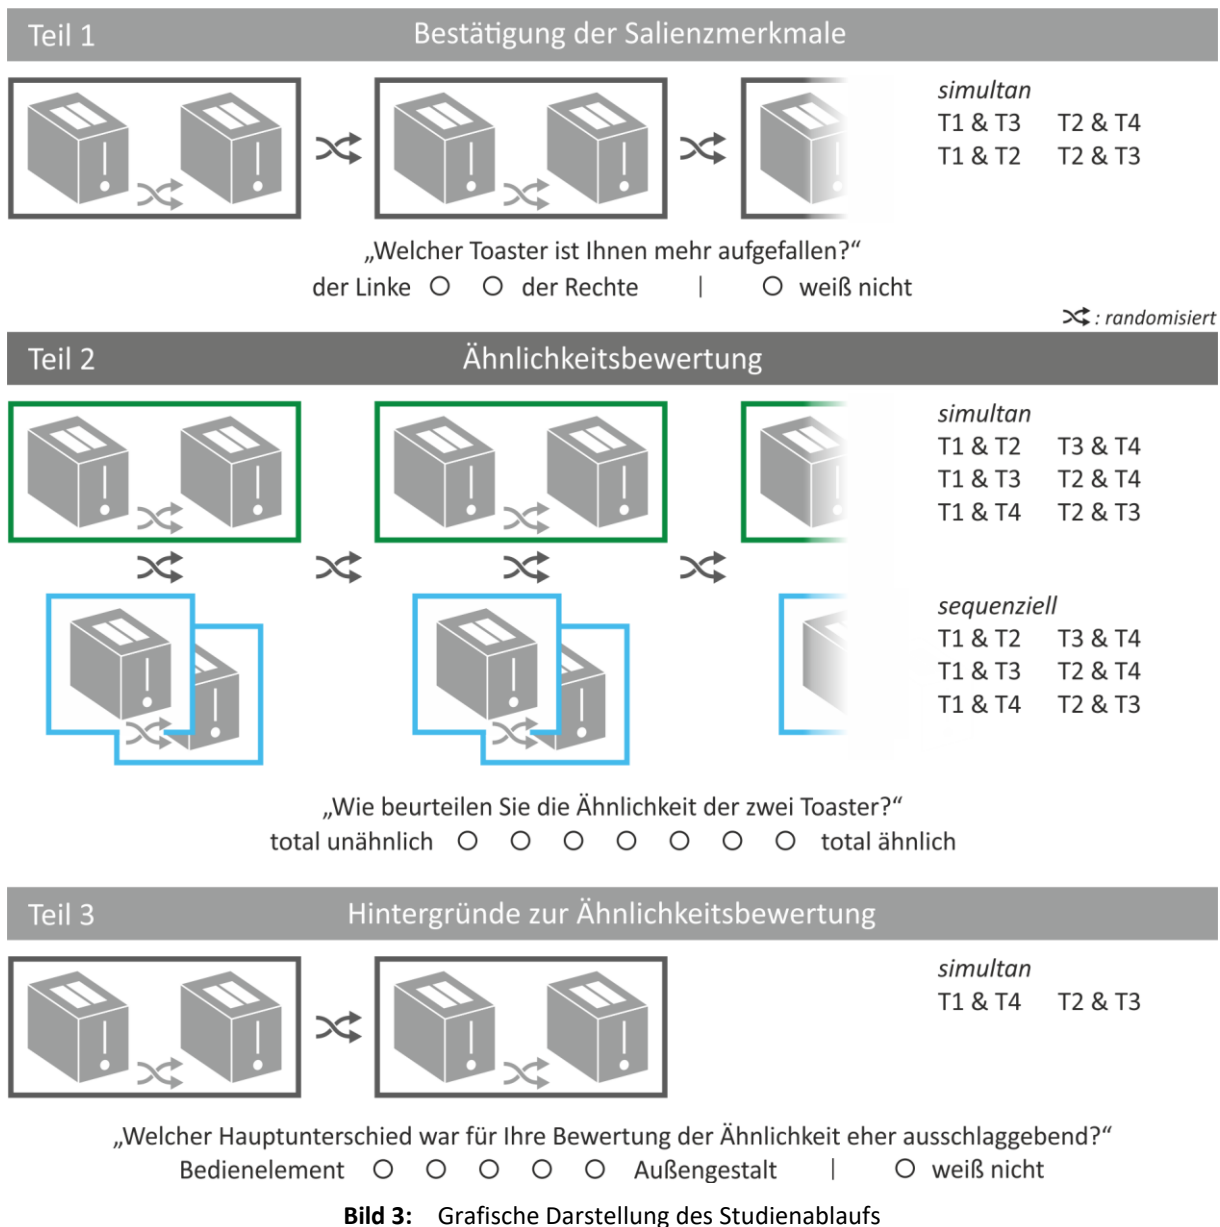 Teil 1 Bestätigung der Salienzmerkmale
simultan
T1 & T3 T2 & T4
T1 & T2 T2 & T3
„Welcher Toaster ist Ihnen mehr aufgefallen?“
der Linke der Rechte | weiß nicht
: randomisiert
Teil 2 Ähnlichkeitsbewertung
simultan
T1 & T2 T3 & T4
T1 & T3 T2 & T4
T1 & T4 T2 & T3
sequenziell
T1 & T2 T3 & T4
T1 & T3 T2 & T4
T1 & T4 T2 & T3
„Wie beurteilen Sie die Ähnlichkeit der zwei Toaster?“
total unähnlich total ähnlich
Teil 3 Hintergründe zur Ähnlichkeitsbewertung
simultan
T1 & T4 T2 & T3
„Welcher Hauptunterschied war für Ihre Bewertung der Ähnlichkeit eher ausschlaggebend?“
Bedienelement Außengestalt | weiß nicht
Bild 3: Grafische Darstellung des Studienablaufs